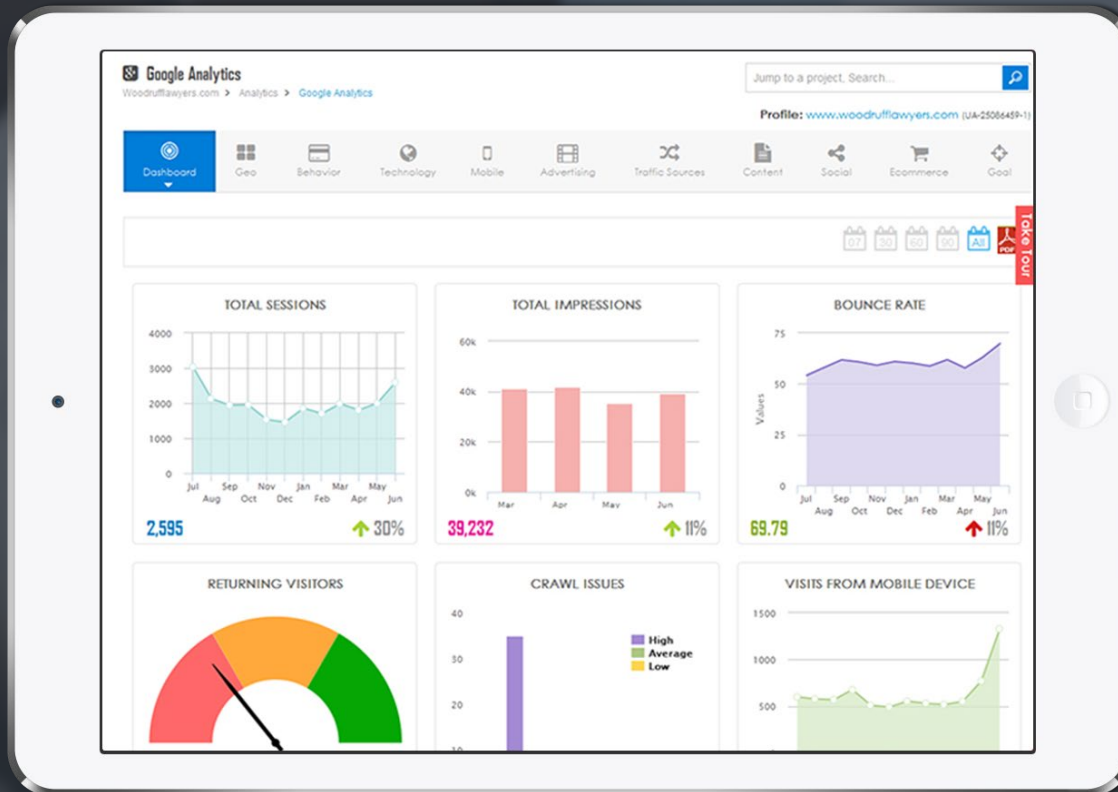 Google Analytics
Woodrufflawyers.com > Analytics > Google Analytics
Jump to a project, Search...
Profile: www.woodrufflawyers.com (UA-25086459-1)
Dashboard
Geo
Behavior
Technology
Mobile
Advertising
Traffic Sources
Content
Social
Ecommerce
Goal
07 30 60 90 All PDF
Take Tour
TOTAL SESSIONS
4000
3000
2000
1000
0
Jul Sep Nov Jan Mar May
Aug Oct Dec Feb Apr Jun
2,595 30%
TOTAL IMPRESSIONS
60k
40k
20k
0k
Mar Apr May Jun
39,232 11%
BOUNCE RATE
Values
75
50
25
0
Jul Sep Nov Jan Mar May
Aug Oct Dec Feb Apr Jun
69.79 11%
RETURNING VISITORS
CRAWL ISSUES
40
30
20
10
High
Average
Low
VISITS FROM MOBILE DEVICE
1500
1000
500